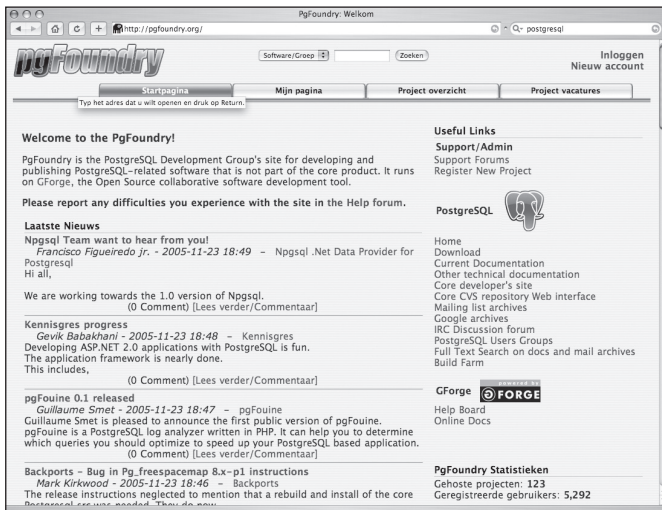 PgFoundry: Welkom
http://pgfoundry.org/
postgresql
pgFoundry
Software/Groep
Zoeken
Inloggen
Nieuw account
Startpagina
Mijn pagina
Project overzicht
Project vacatures
Typ het adres dat u wilt openen en druk op Return.
Welcome to the PgFoundry!
PgFoundry is the PostgreSQL Development Group's site for developing and
publishing PostgreSQL-related software that is not part of the core product. It runs
on GForge, the Open Source collaborative software development tool.
Please report any difficulties you experience with the site in the Help forum.
Laatste Nieuws
Npgsql Team want to hear from you!
Francisco Figueiredo jr. - 2005-11-23 18:49 - Npgsql .Net Data Provider for
Postgresql
Hi all,
We are working towards the 1.0 version of Npgsql.
(0 Comment) [Lees verder/Commentaar]
Kennisgres progress
Gevik Babakhani - 2005-11-23 18:48 - Kennisgres
Developing ASP.NET 2.0 applications with PostgreSQL is fun.
The application framework is nearly done.
This includes,
(0 Comment) [Lees verder/Commentaar]
pgFouine 0.1 released
Guillaume Smet - 2005-11-23 18:47 - pgFouine
Guillaume Smet is pleased to announce the first public version of pgFouine.
pgFouine is a PostgreSQL log analyzer written in PHP. It can help you to determine
which queries you should optimize to speed up your PostgreSQL based application.
(0 Comment) [Lees verder/Commentaar]
Backports - Bug in Pg_freespacemap 8.x-p1 instructions
Mark Kirkwood - 2005-11-23 18:46 - Backports
The release instructions neglected to mention that a rebuild and install of the core
Postgresql src was needed. They do now.
Useful Links
Support/Admin
Support Forums
Register New Project
PostgreSQL
Home
Download
Current Documentation
Other technical documentation
Core developer's site
Core CVS repository Web interface
Mailing list archives
Google archives
IRC Discussion forum
PostgreSQL Users Groups
Full Text Search on docs and mail archives
Build Farm
GForge
powered by
GFORGE
Help Board
Online Docs
PgFoundry Statistieken
Gehoste projecten: 123
Geregistreerde gebruikers: 5,292